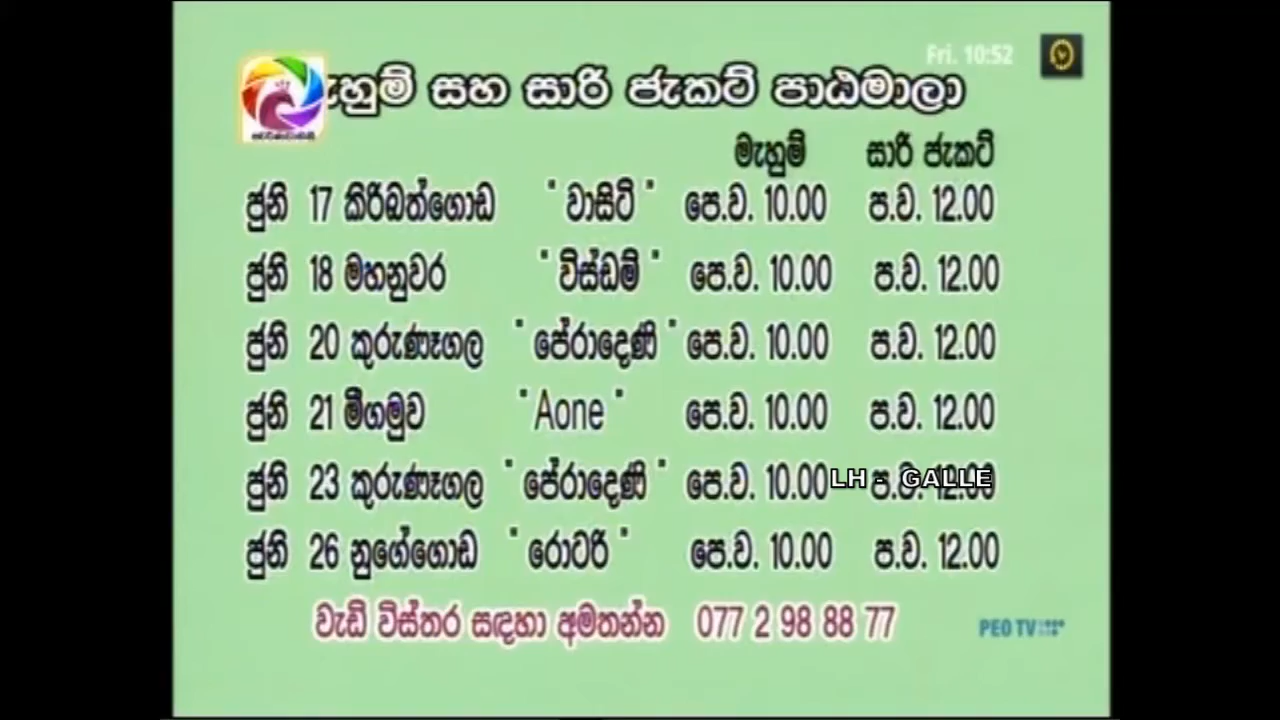 Fri. 10:52
මැහුම් සහ සාරි ජැකට් පාඨමාලා
මැහුම් සාරී ජැකට්
ජුනි 17 කිරිබත්ගොඩ " වාසිටි " පෙ.ව. 10.00 ප.ව. 12.00
ජුනි 18 මහනුවර " විස්ඩම් " පෙ.ව. 10.00 ප.ව. 12.00
ජුනි 20 කුරුණෑගල " පේරාදෙණි " පෙ.ව. 10.00 ප.ව. 12.00
ජුනි 21 මීගමුව " Aone " පෙ.ව. 10.00 ප.ව. 12.00
ජුනි 23 කුරුණෑගල " පේරාදෙණි " පෙ.ව. 10.00 ප.ව. 12.00
LH - GALLE
ජුනි 26 නුගේගොඩ " රොටරි " පෙ.ව. 10.00 ප.ව. 12.00
වැඩි විස්තර සඳහා අමතන්න 077 2 98 88 77
PEO TV